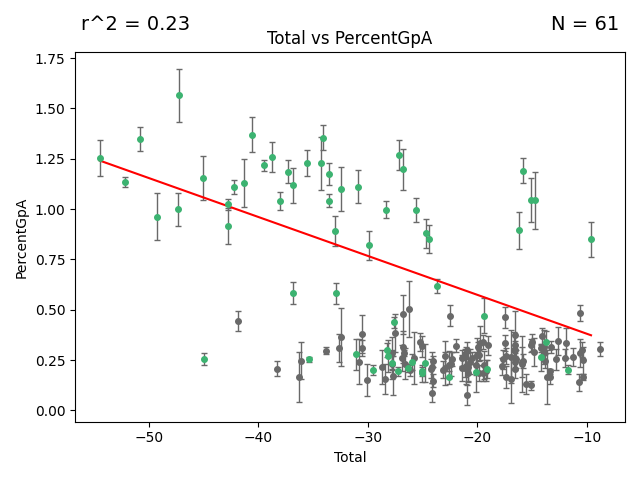 r^2 = 0.23
N = 61
Total vs PercentGpA
PercentGpA
1.75
1.50
1.25
1.00
0.75
0.50
0.25
0.00
−50
−40
−30
−20
−10
Total